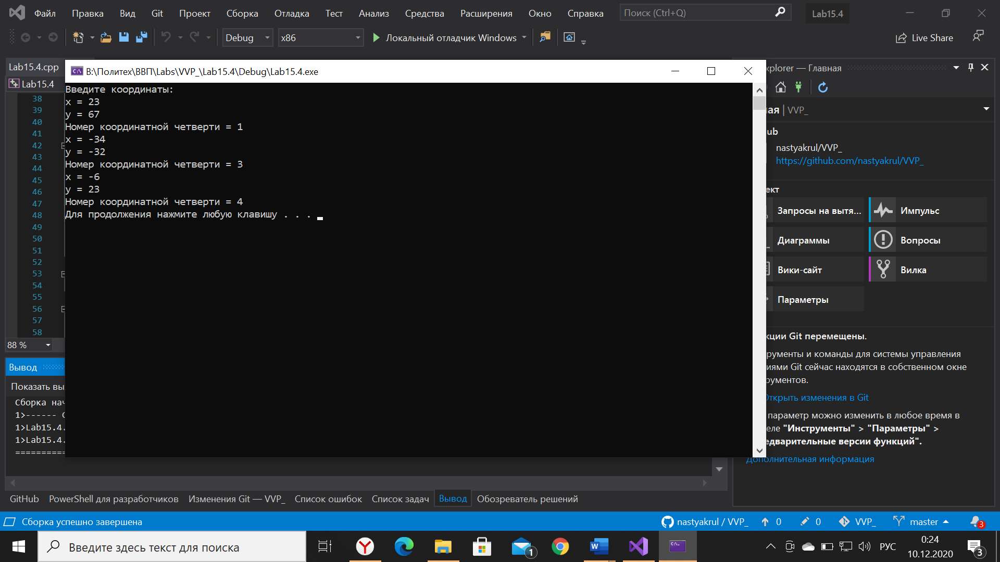 Файл Правка Вид Git Проект Сборка Отладка Тест Анализ Средства Расширения Окно Справка Поиск (Ctrl+Q) Lab15.4
Debug x86 Локальный отладчик Windows Live Share
Lab15.4.cpp
Lab15.4
B:\Политех\ВВП\Labs\VVP_\Lab15.4\Debug\Lab15.4.exe
Введите координаты:
x = 23
y = 67
Номер координатной четверти = 1
x = -34
y = -32
Номер координатной четверти = 3
x = -6
y = 23
Номер координатной четверти = 4
Для продолжения нажмите любую клавишу . . .
38
39
40
41
42
43
44
45
46
47
48
49
50
51
52
53
54
55
56
57
58
88 %
Вывод
Показать вы
Сборка нач
1>------ 
1>Lab15.4.
1>Lab15.4.
==========
xplorer — Главная
ая | VVP_
ub
nastyakrul/VVP_
https://github.com/nastyakrul/VVP_
ект
Запросы на вытя... Импульс
Диаграммы Вопросы
Вики-сайт Вилка
Параметры
кции Git перемещены.
рументы и команды для системы управления
иями Git сейчас находятся в собственном окне
рументов.
Открыть изменения в Git
параметр можно изменить в любое время в
еле "Инструменты" > "Параметры" >
едварительные версии функций".
Дополнительная информация
GitHub PowerShell для разработчиков Изменения Git — VVP_ Список ошибок Список задач Вывод Обозреватель решений
Сборка успешно завершена nastyakrul / VVP_ 0 0 VVP_ master 3
Введите здесь текст для поиска 1 РУС 0:24
10.12.2020 3